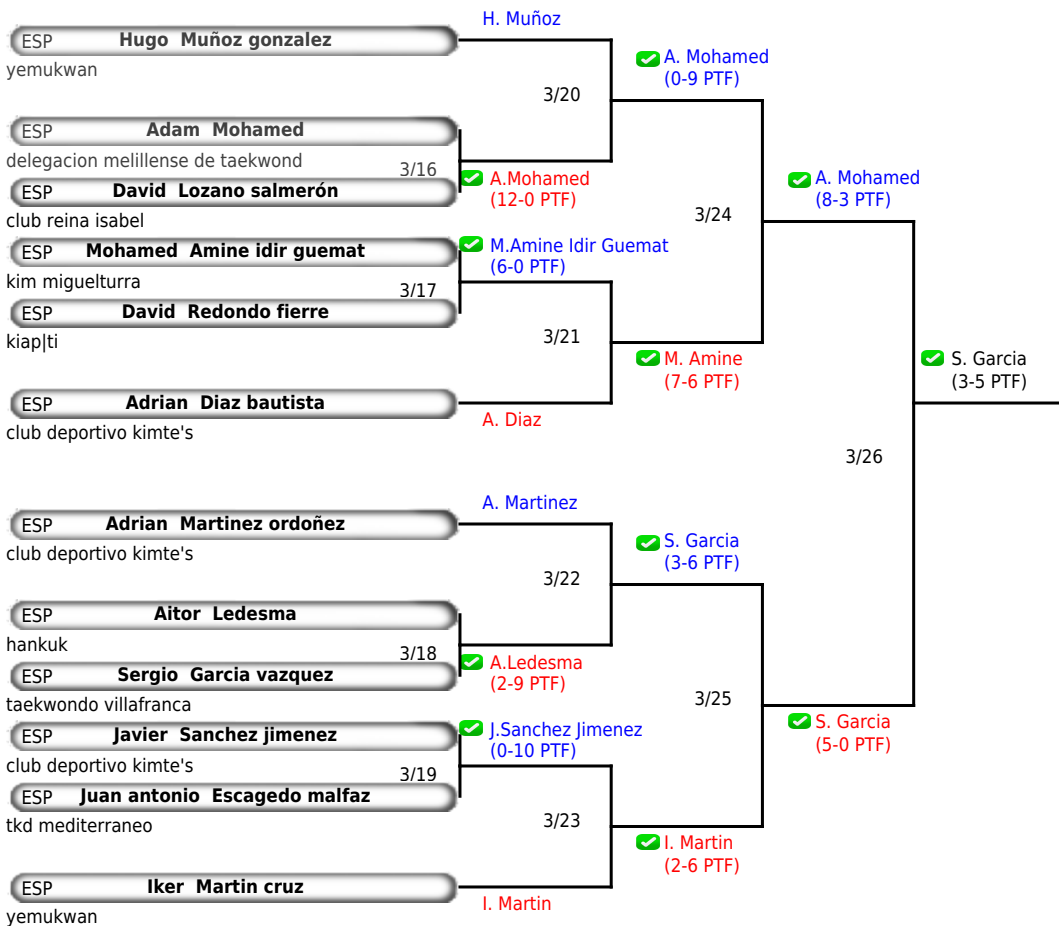 H. Muñoz
ESP Hugo Muñoz gonzalez
yemukwan
A. Mohamed
(0-9 PTF)
3/20
ESP Adam Mohamed
delegacion melillense de taekwond
3/16
ESP David Lozano salmerón
club reina isabel
A.Mohamed
(12-0 PTF)
A. Mohamed
(8-3 PTF)
3/24
ESP Mohamed Amine idir guemat
kim miguelturra
M.Amine Idir Guemat
(6-0 PTF)
3/17
ESP David Redondo fierre
kiap|ti
3/21
M. Amine
(7-6 PTF)
S. Garcia
(3-5 PTF)
ESP Adrian Diaz bautista
club deportivo kimte's
A. Diaz
3/26
A. Martinez
ESP Adrian Martinez ordoñez
club deportivo kimte's
S. Garcia
(3-6 PTF)
3/22
ESP Aitor Ledesma
hankuk
3/18
ESP Sergio Garcia vazquez
taekwondo villafranca
A.Ledesma
(2-9 PTF)
3/25
S. Garcia
(5-0 PTF)
ESP Javier Sanchez jimenez
club deportivo kimte's
J.Sanchez Jimenez
(0-10 PTF)
3/19
ESP Juan antonio Escagedo malfaz
tkd mediterraneo
3/23
I. Martin
(2-6 PTF)
ESP Iker Martin cruz
yemukwan
I. Martin